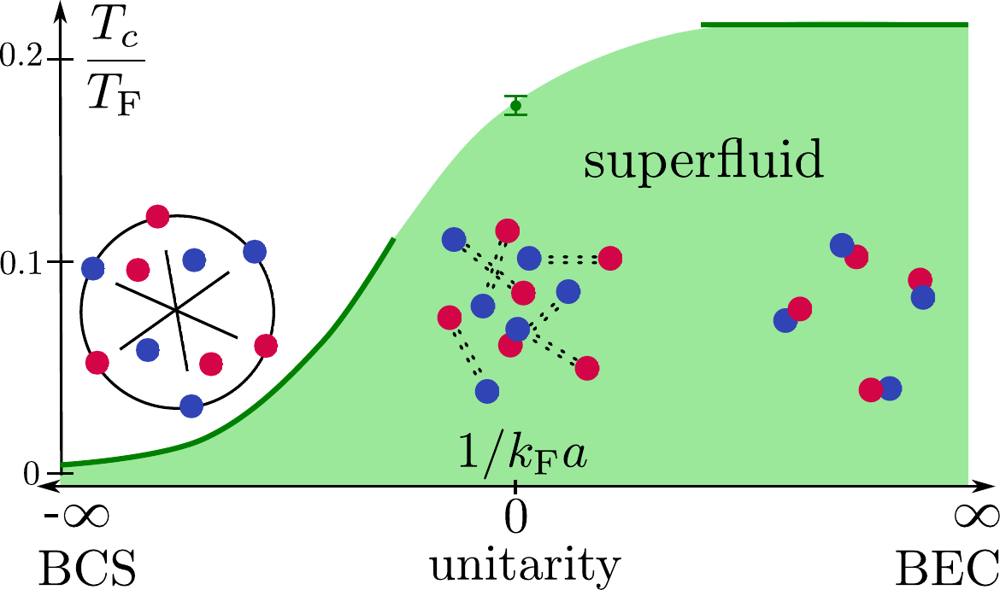 T_c
T_F
0.2
superfluid
0.1
1/k_F a
0
-∞
0
∞
BCS
unitarity
BEC